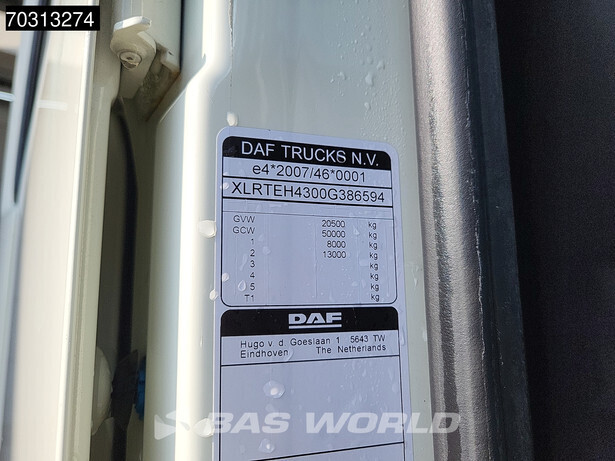 70313274
DAF TRUCKS N.V.
e4*2007/46*0001
XLRTEH4300G386594
GVW 20500 kg
GCW 50000 kg
1 8000 kg
2 13000 kg
3 kg
4 kg
5 kg
T1 kg
DAF
Hugo v. d. Goeslaan 1 5643 TW
Eindhoven The Netherlands
BAS WORLD